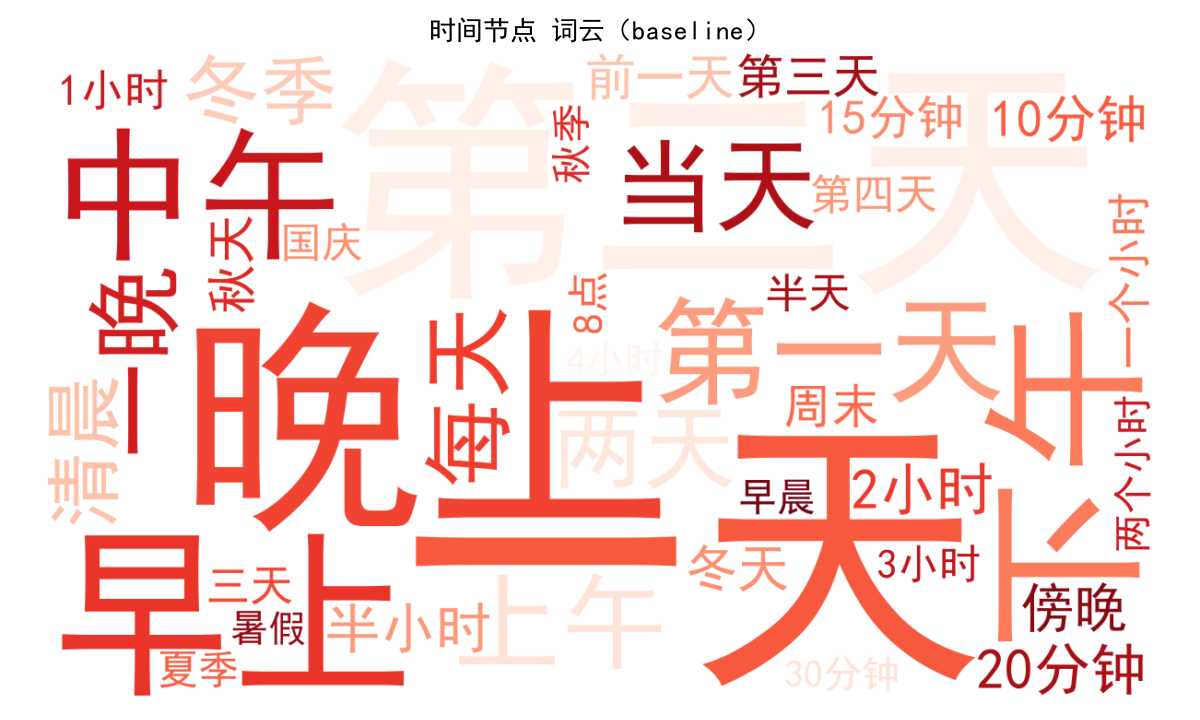 时间节点 词云（baseline）
1小时
冬季
第二天
前一天
第三天
15分钟
10分钟
秋季
中午
当天
第四天
秋天
国庆
一个小时
一晚
8点
半天
晚上
每天
第一天
4小时
下午
清晨
两天
周末
两个小时
一天
早晨
2小时
早上
三天
冬天
3小时
暑假
半小时
上午
傍晚
夏季
30分钟
20分钟